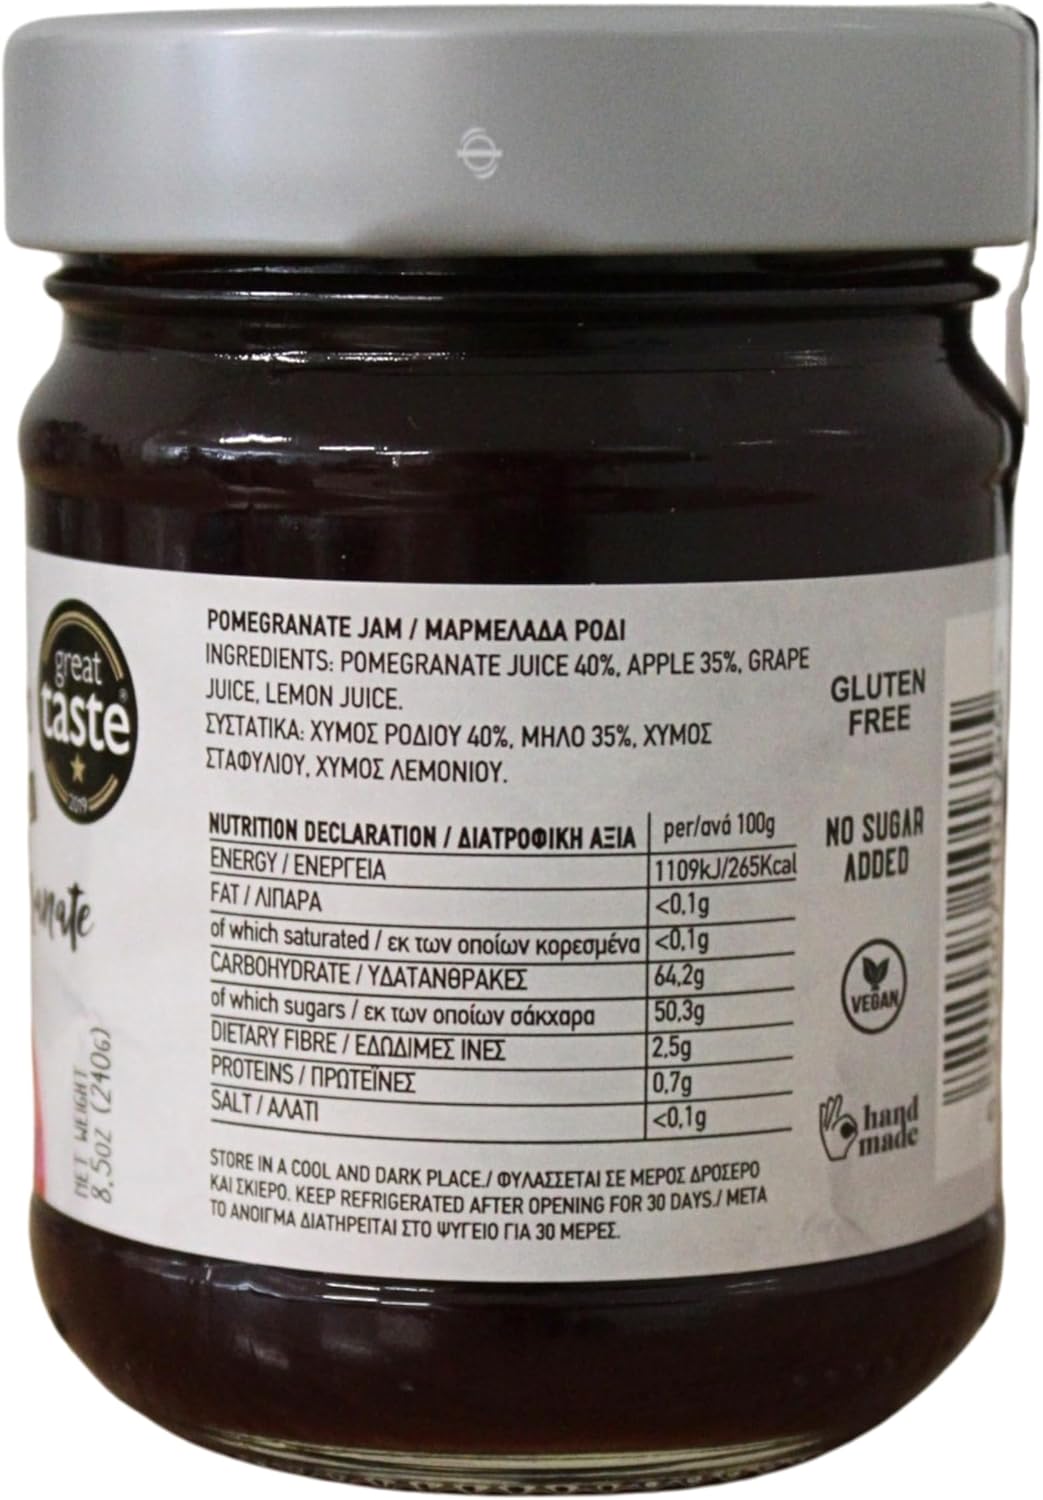 great
taste
2019
anate
NET WEIGHT
8.5oz (240G)
POMEGRANATE JAM / ΜΑΡΜΕΛΑΔΑ ΡΟΔΙ
INGREDIENTS: POMEGRANATE JUICE 40%, APPLE 35%, GRAPE
JUICE, LEMON JUICE.
ΣΥΣΤΑΤΙΚΑ: ΧΥΜΟΣ ΡΟΔΙΟΥ 40%, ΜΗΛΟ 35%, ΧΥΜΟΣ
ΣΤΑΦΥΛΙΟΥ, ΧΥΜΟΣ ΛΕΜΟΝΙΟΥ.
NUTRITION DECLARATION / ΔΙΑΤΡΟΦΙΚΗ ΑΞΙΑ per/ανά 100g
ENERGY / ΕΝΕΡΓΕΙΑ 1109kJ/265Kcal
FAT / ΛΙΠΑΡΑ <0,1g
of which saturated / εκ των οποίων κορεσμένα <0,1g
CARBOHYDRATE / ΥΔΑΤΑΝΘΡΑΚΕΣ 64,2g
of which sugars / εκ των οποίων σάκχαρα 50,3g
DIETARY FIBRE / ΕΔΩΔΙΜΕΣ ΙΝΕΣ 2,5g
PROTEINS / ΠΡΩΤΕΪΝΕΣ 0,7g
SALT / ΑΛΑΤΙ <0,1g
STORE IN A COOL AND DARK PLACE./ ΦΥΛΑΣΣΕΤΑΙ ΣΕ ΜΕΡΟΣ ΔΡΟΣΕΡΟ
ΚΑΙ ΣΚΙΕΡΟ. KEEP REFRIGERATED AFTER OPENING FOR 30 DAYS./ ΜΕΤΑ
ΤΟ ΑΝΟΙΓΜΑ ΔΙΑΤΗΡΕΙΤΑΙ ΣΤΟ ΨΥΓΕΙΟ ΓΙΑ 30 ΜΕΡΕΣ.
GLUTEN
FREE
NO SUGAR
ADDED
VEGAN
hand
made